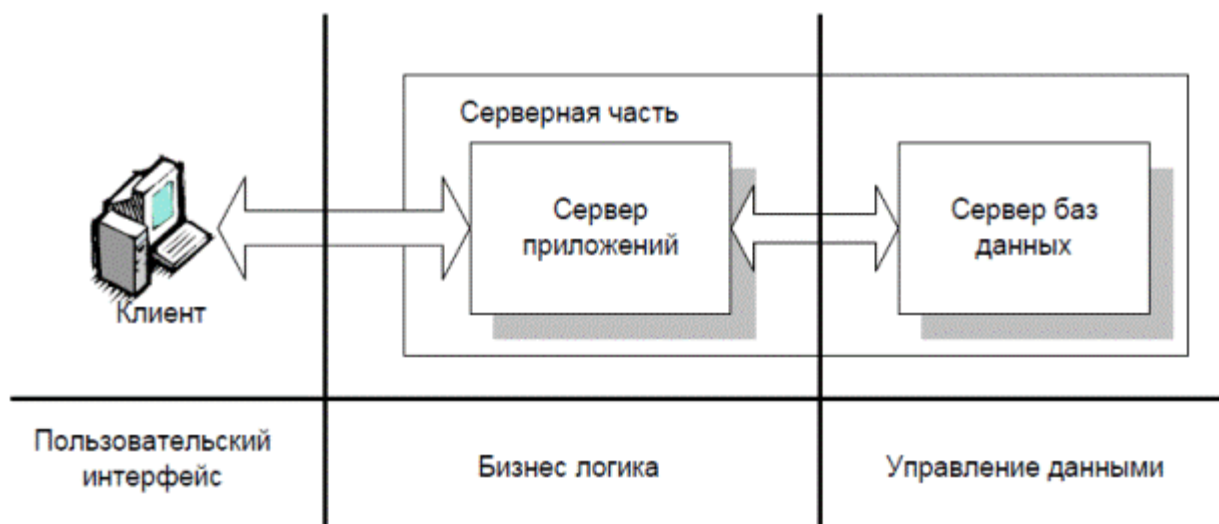 Серверная часть
Сервер
приложений
Сервер баз
данных
Клиент
Пользовательский
интерфейс
Бизнес логика
Управление данными